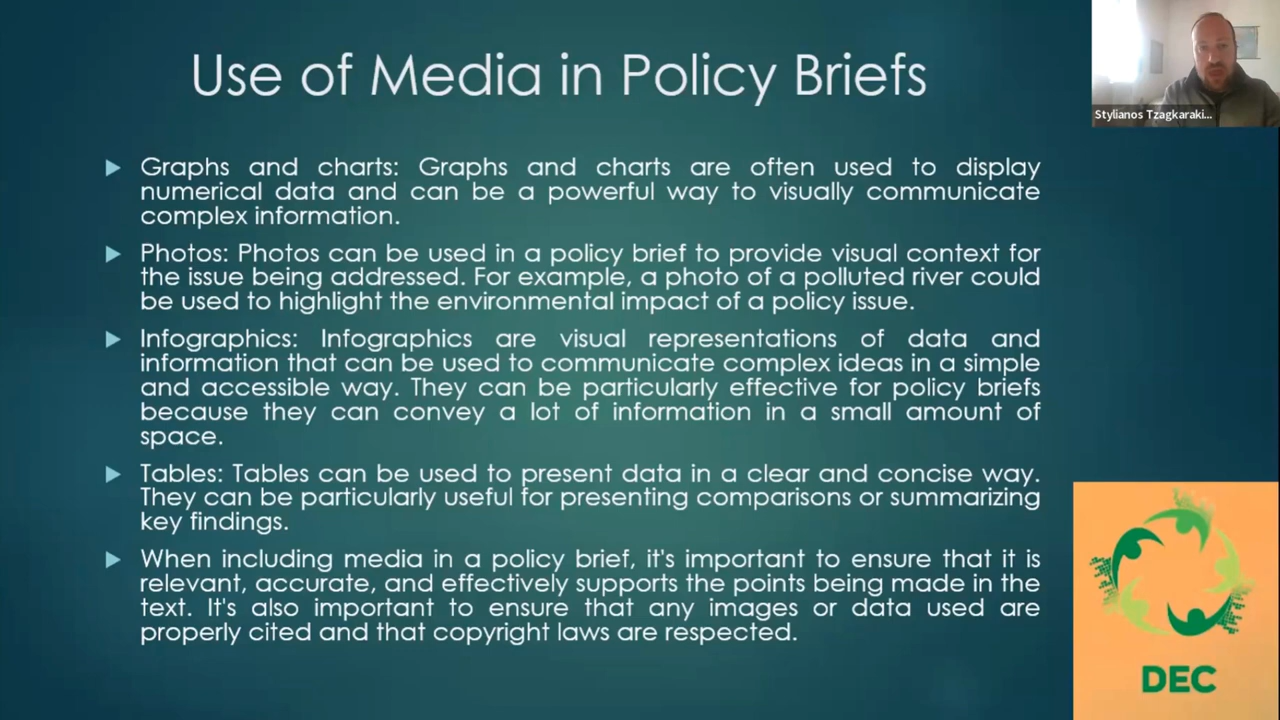 Use of Media in Policy Briefs
Stylianos Tzagkaraki...
Graphs and charts: Graphs and charts are often used to display
numerical data and can be a powerful way to visually communicate
complex information.
Photos: Photos can be used in a policy brief to provide visual context for
the issue being addressed. For example, a photo of a polluted river could
be used to highlight the environmental impact of a policy issue.
Infographics: Infographics are visual representations of data and
information that can be used to communicate complex ideas in a simple
and accessible way. They can be particularly effective for policy briefs
because they can convey a lot of information in a small amount of
space.
Tables: Tables can be used to present data in a clear and concise way.
They can be particularly useful for presenting comparisons or summarizing
key findings.
When including media in a policy brief, it's important to ensure that it is
relevant, accurate, and effectively supports the points being made in the
text. It's also important to ensure that any images or data used are
properly cited and that copyright laws are respected.
DEC